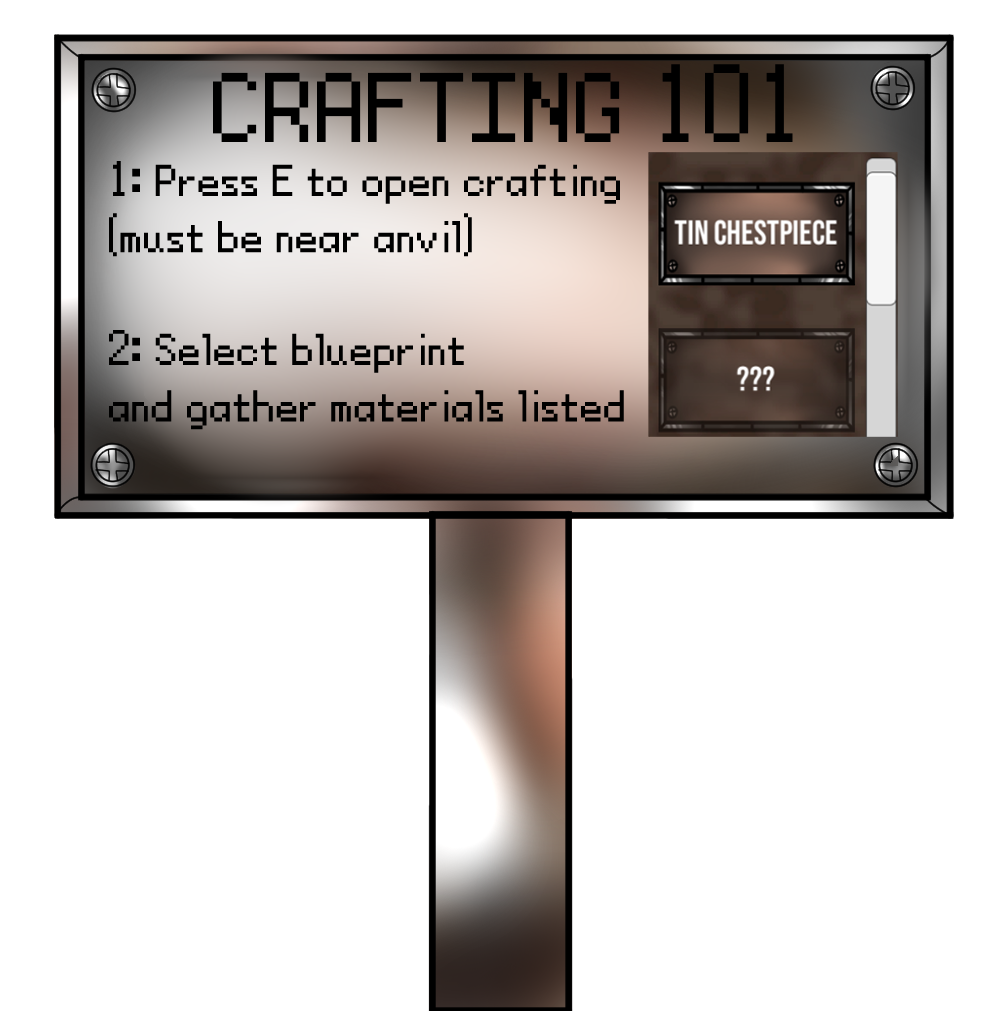 CRAFTING 101
1: Press E to open crafting
(must be near anvil)
2: Select blueprint
and gather materials listed
TIN CHESTPIECE
???